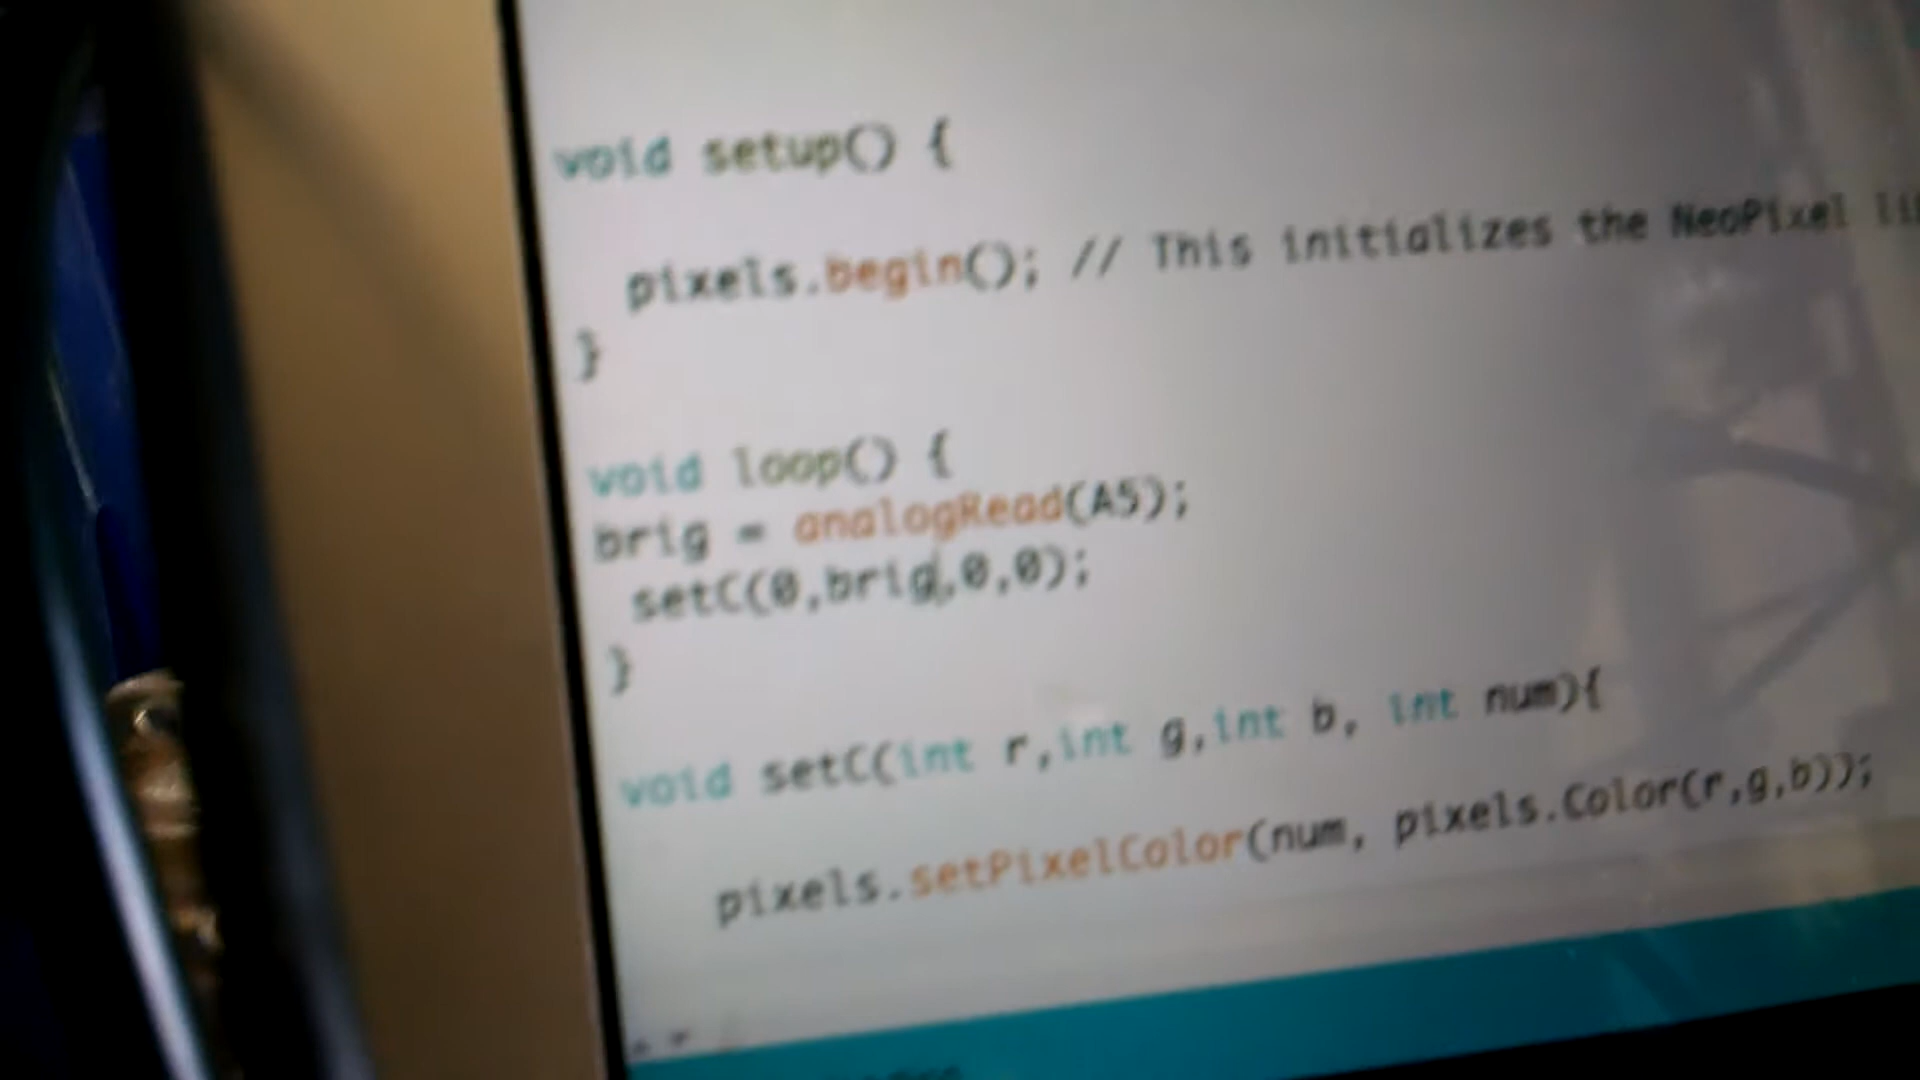 void setup() {
pixels.begin(); // This initializes the NeoPixel
}
void loop() {
brig = analogRead(A5);
setC(0,brig,0,0);
}
void setC(int r,int g,int b, int num){
pixels.setPixelColor(num, pixels.Color(r,g,b));